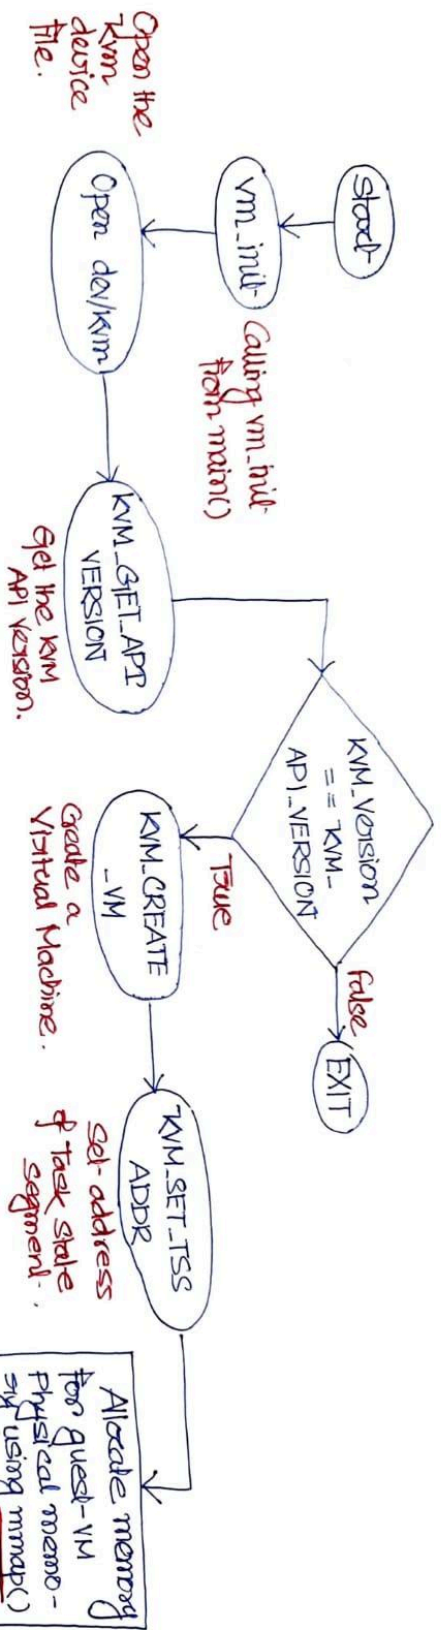 Start
vm_init
Calling vm_init
from main()
Open the
kvm
device
file.
Open dev/kvm
KVM_GET_API
VERSION
Get the KVM
API version.
KVM_Version
== KVM_
API_VERSION
False
EXIT
True
KVM_CREATE
_VM
Create a
Virtual Machine.
KVM_SET_TSS
ADDR
Set address
of Task State
segment.
Allocate memory
for guest-VM
physical memo-
ry using mmap()